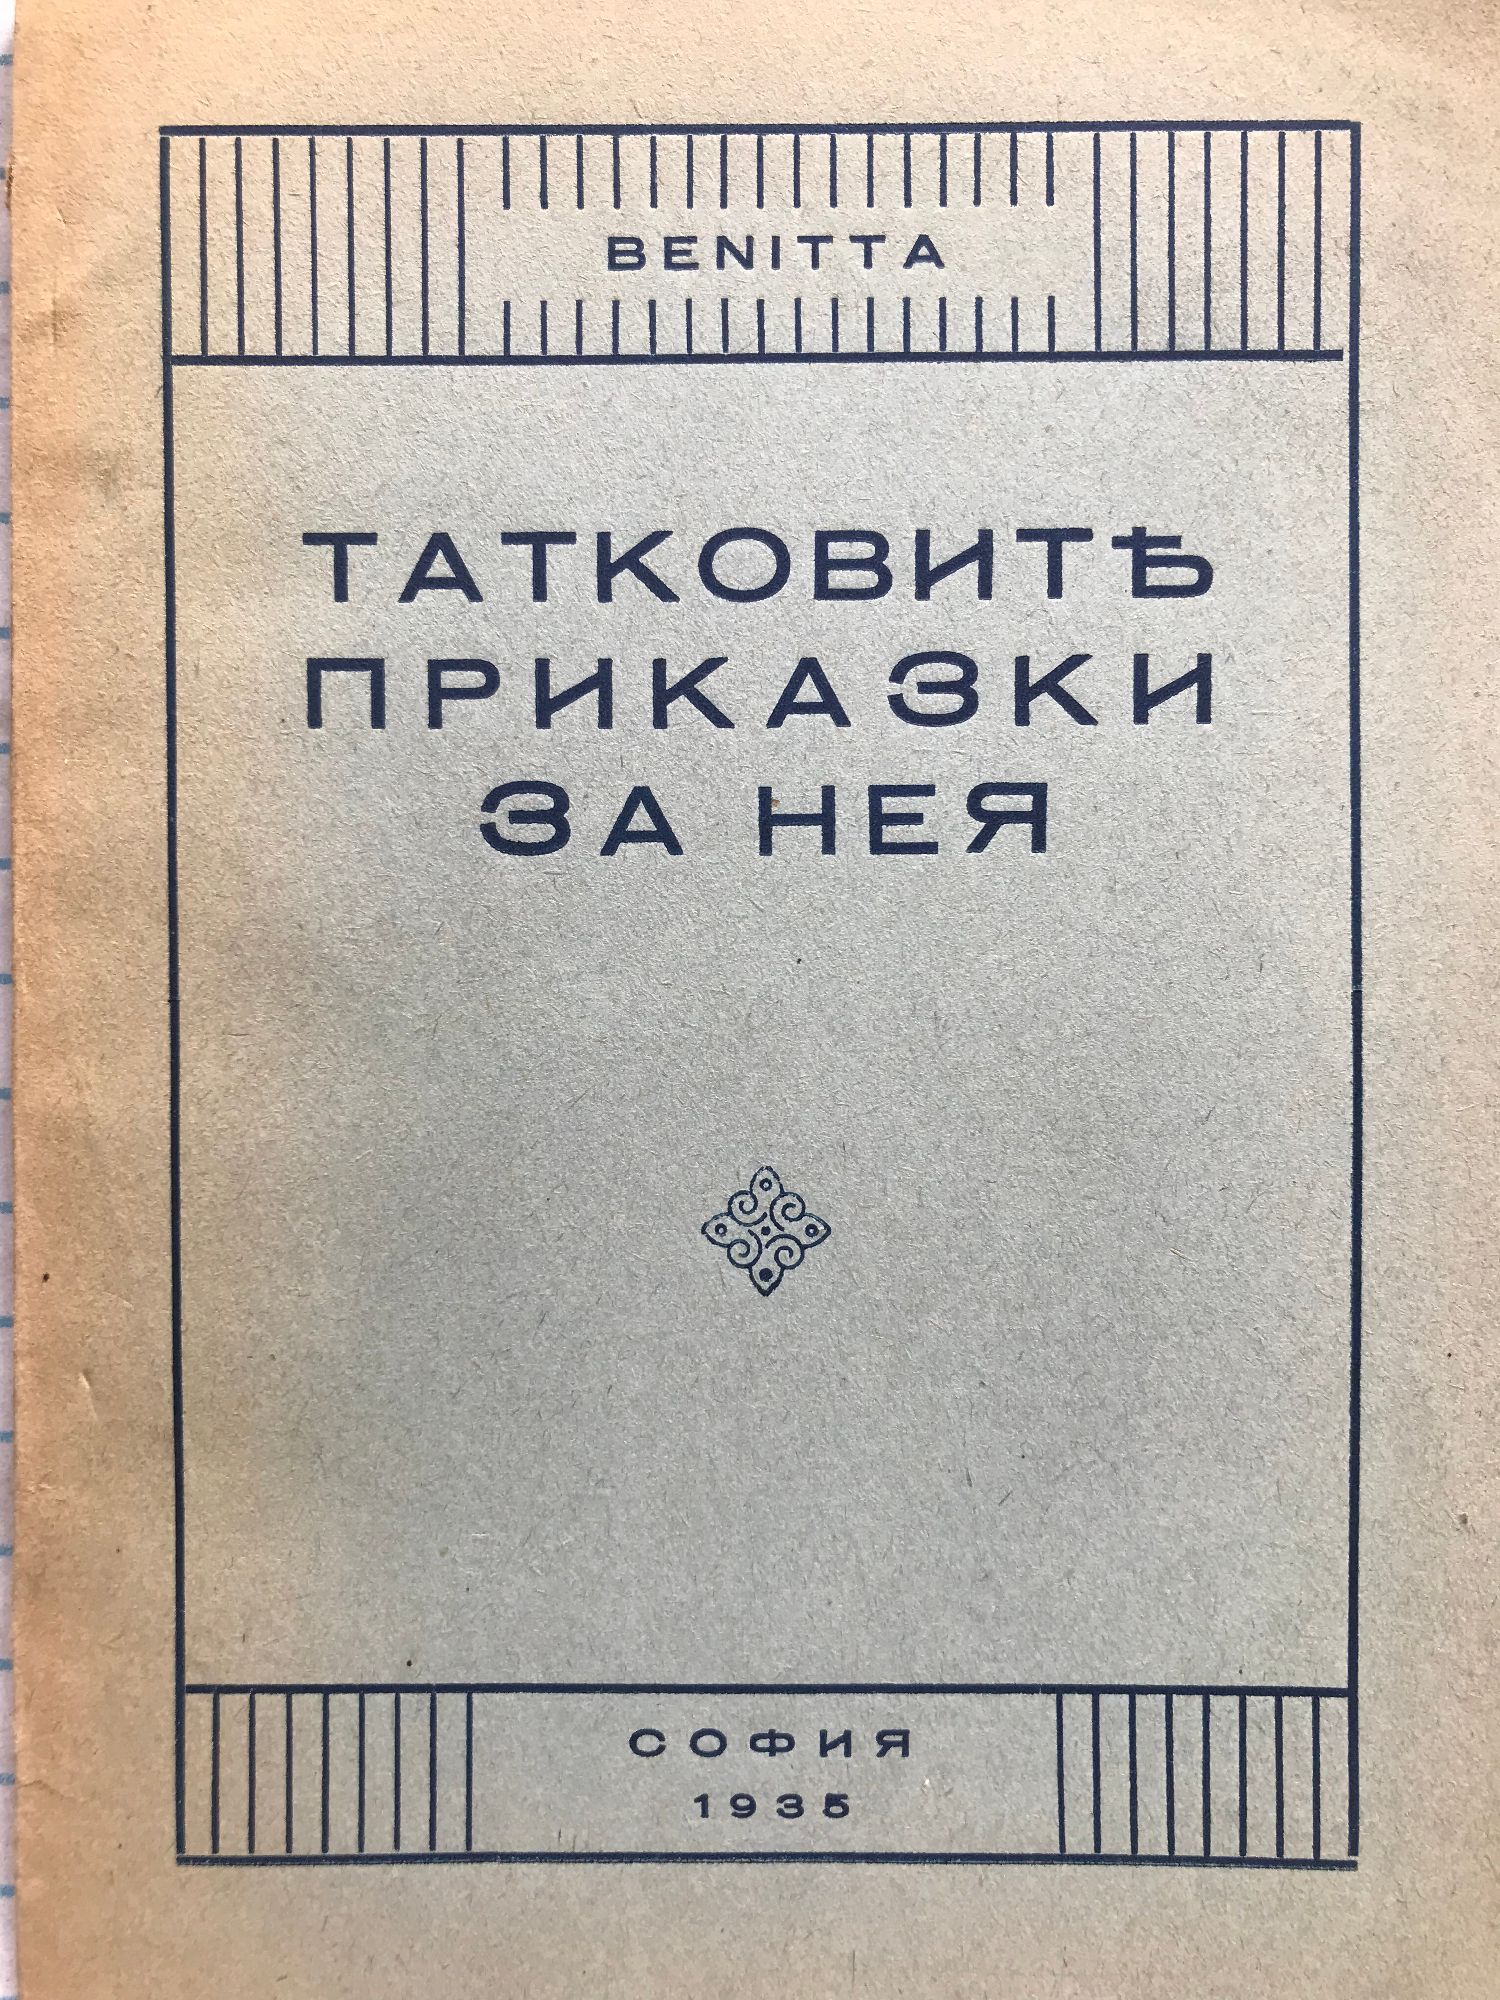 BENITTA
ТАТКОВИТѢ
ПРИКАЗКИ
ЗА НЕЯ
СОФИЯ
1935